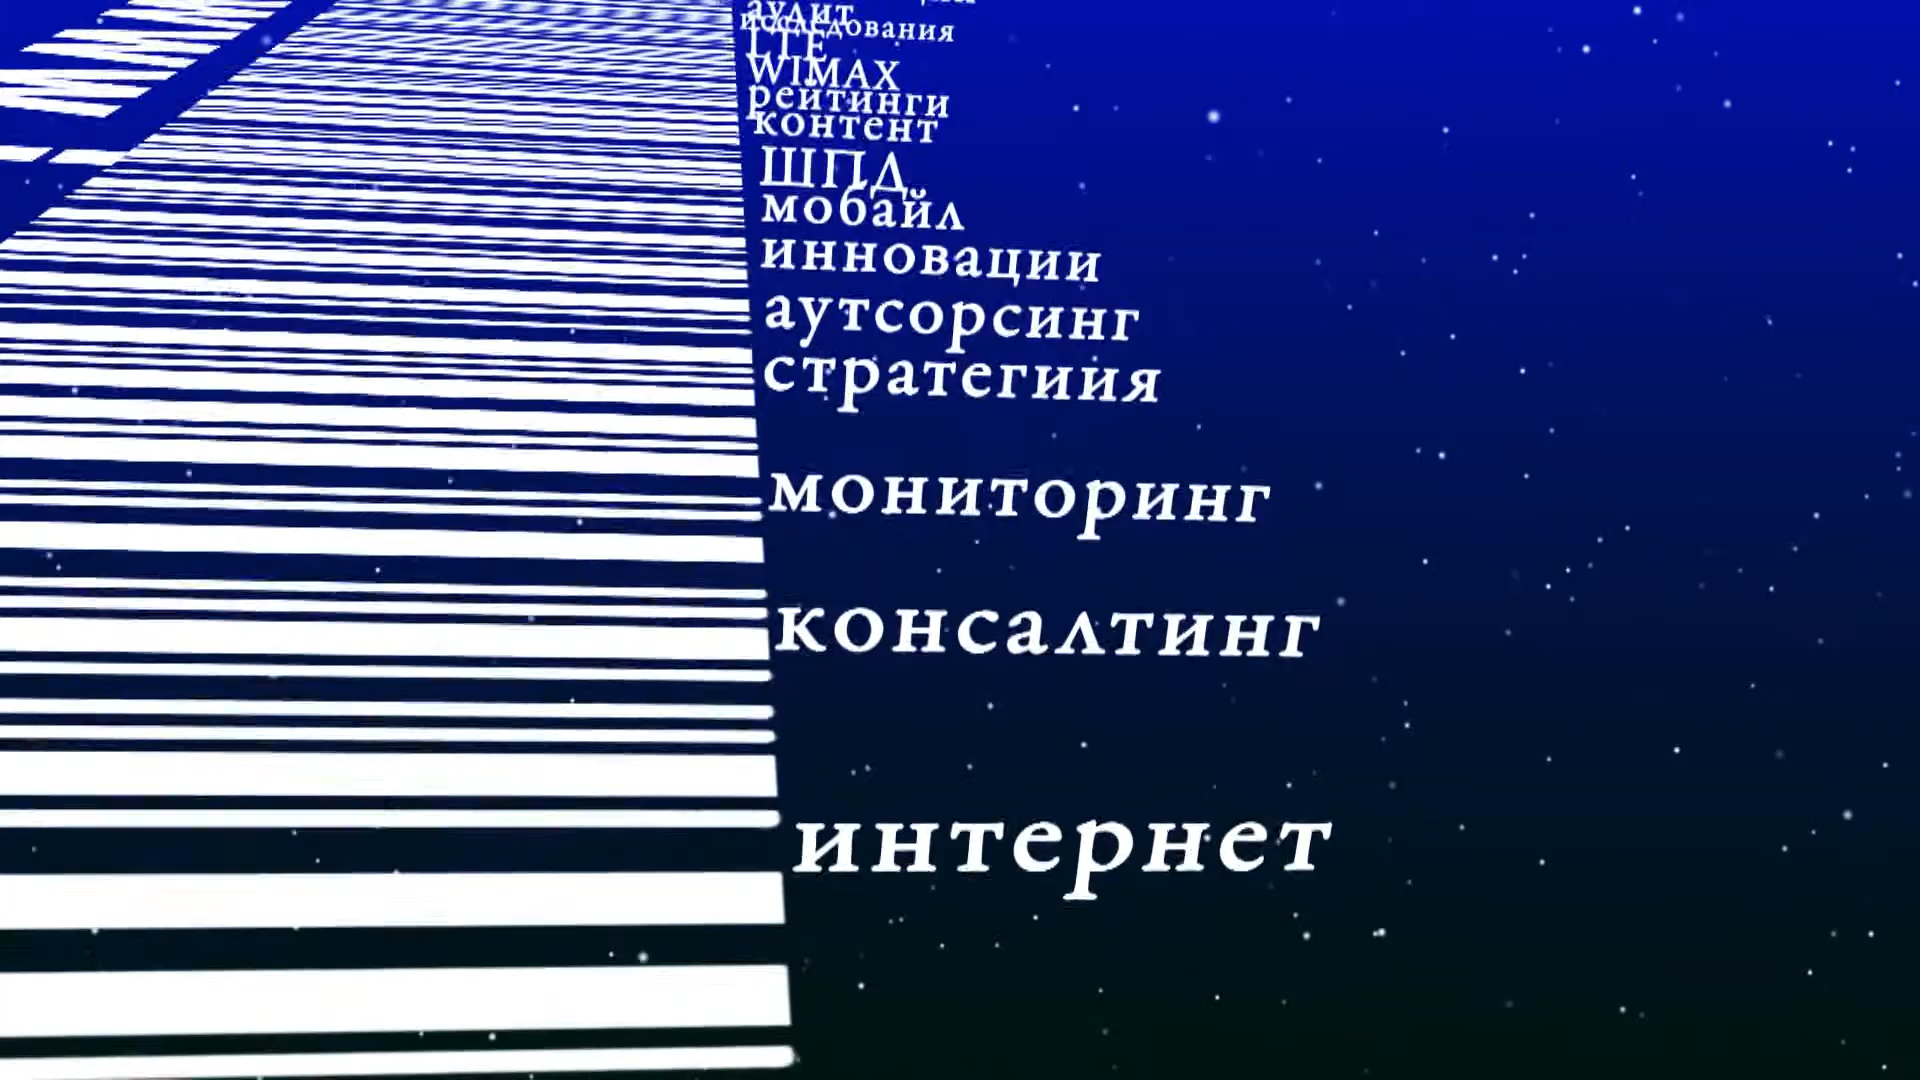 аудит
исследования
LTE
WIMAX
рейтинги
контент
ШПД
мобайл
инновации
аутсорсинг
стратегиия
мониторинг
консалтинг
интернет